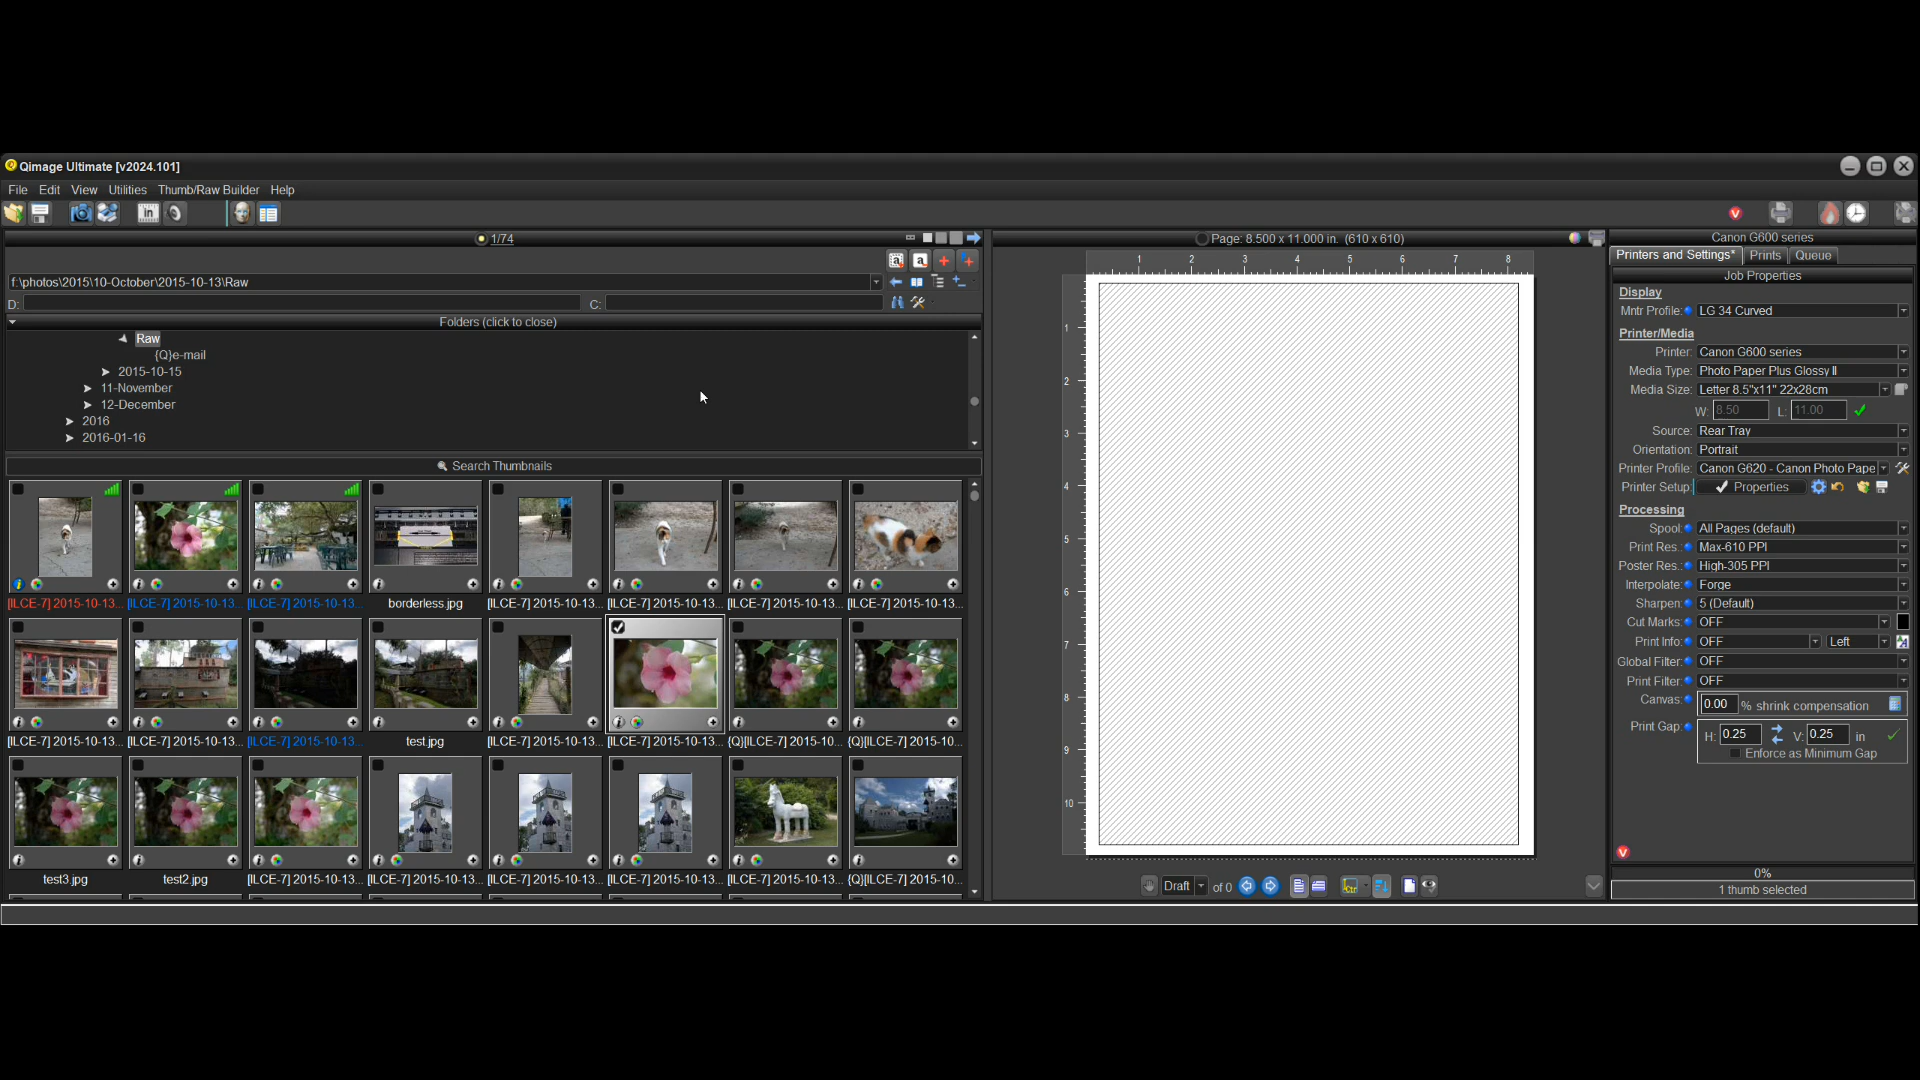 Qimage Ultimate [v2024.101]
File Edit View Utilities Thumb/Raw Builder Help
1/74
f:\photos\2015\10-October\2015-10-13\Raw
D: C:
Folders (click to close)
Raw
{Q}e-mail
2015-10-15
11-November
12-December
2016
2016-01-16
Search Thumbnails
[ILCE-7] 2015-10-13... [ILCE-7] 2015-10-13... [ILCE-7] 2015-10-13... borderless.jpg [ILCE-7] 2015-10-13... [ILCE-7] 2015-10-13... [ILCE-7] 2015-10-13... [ILCE-7] 2015-10-13...
[ILCE-7] 2015-10-13... [ILCE-7] 2015-10-13... [ILCE-7] 2015-10-13... test.jpg [ILCE-7] 2015-10-13... [ILCE-7] 2015-10-13... {Q}[ILCE-7] 2015-10... {Q}[ILCE-7] 2015-10...
test3.jpg test2.jpg [ILCE-7] 2015-10-13... [ILCE-7] 2015-10-13... [ILCE-7] 2015-10-13... [ILCE-7] 2015-10-13... [ILCE-7] 2015-10-13... {Q}[ILCE-7] 2015-10...
Page: 8.500 x 11.000 in. (610 x 610)
1 2 3 4 5 6 7 8
1
2
3
4
5
6
7
8
9
10
Draft of 0
Canon G600 series
Printers and Settings* Prints Queue
Job Properties
Display
Mntr Profile: LG 34 Curved
Printer/Media
Printer: Canon G600 series
Media Type: Photo Paper Plus Glossy II
Media Size: Letter 8.5"x11" 22x28cm
W: 8.50 L: 11.00
Source: Rear Tray
Orientation: Portrait
Printer Profile: Canon G620 - Canon Photo Pape
Printer Setup: Properties
Processing
Spool: All Pages (default)
Print Res.: Max-610 PPI
Poster Res.: High-305 PPI
Interpolate: Forge
Sharpen: 5 (Default)
Cut Marks: OFF
Print Info: OFF Left
Global Filter: OFF
Print Filter: OFF
Canvas: 0.00 % shrink compensation
Print Gap: H: 0.25 V: 0.25 in
Enforce as Minimum Gap
0%
1 thumb selected